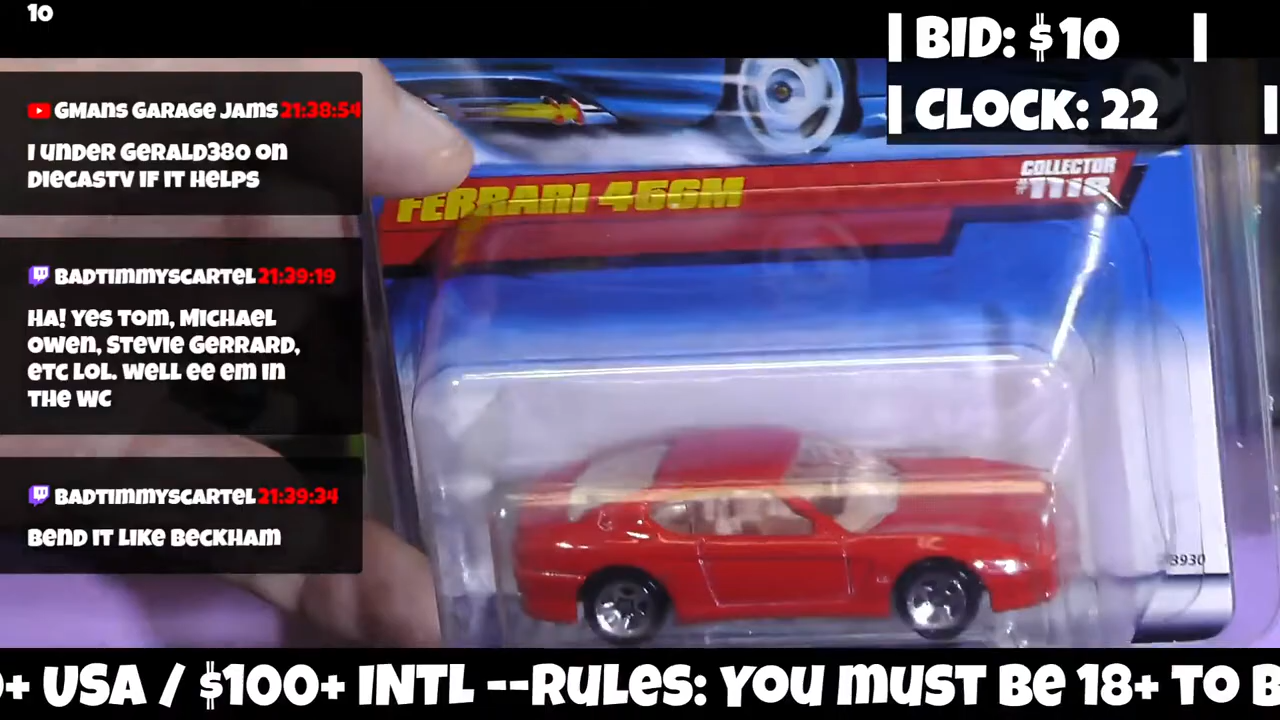 10
| BID: $10 |
| CLOCK: 22 |
GMANS GARAGE JAMS 21:38:54
I UNDER GERALD380 ON
DIECASTV IF IT HELPS
BADTIMMYSCARTEL 21:39:19
HA! YES TOM, MICHAEL
OWEN, STEVIE GERRARD,
ETC LOL. WELL EE EM IN
THE WC
BADTIMMYSCARTEL 21:39:34
BEND IT LIKE BECKHAM
FERRARI 456M
COLLECTOR
#1118
3930
0+ USA / $100+ INTL --RULES: YOU MUST BE 18+ TO B